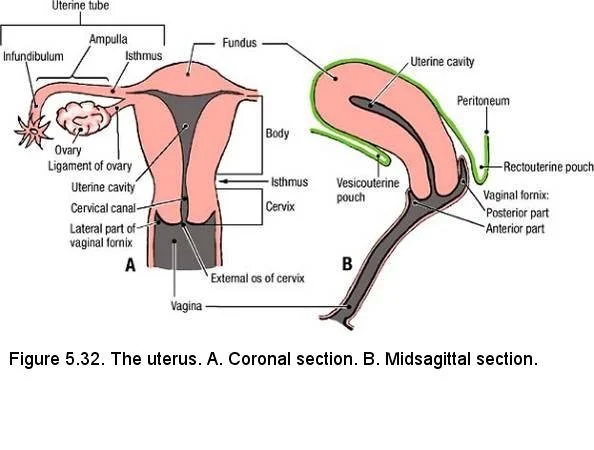 Uterine tube
Ampulla
Infundibulum
Isthmus
Fundus
Ovary
Ligament of ovary
Uterine cavity
Cervical canal
Lateral part of
vaginal fornix
Body
Isthmus
Cervix
A
External os of cervix
Vagina
Uterine cavity
Peritoneum
Rectouterine pouch
Vesicouterine
pouch
Vaginal fornix:
Posterior part
Anterior part
B
Figure 5.32. The uterus. A. Coronal section. B. Midsagittal section.